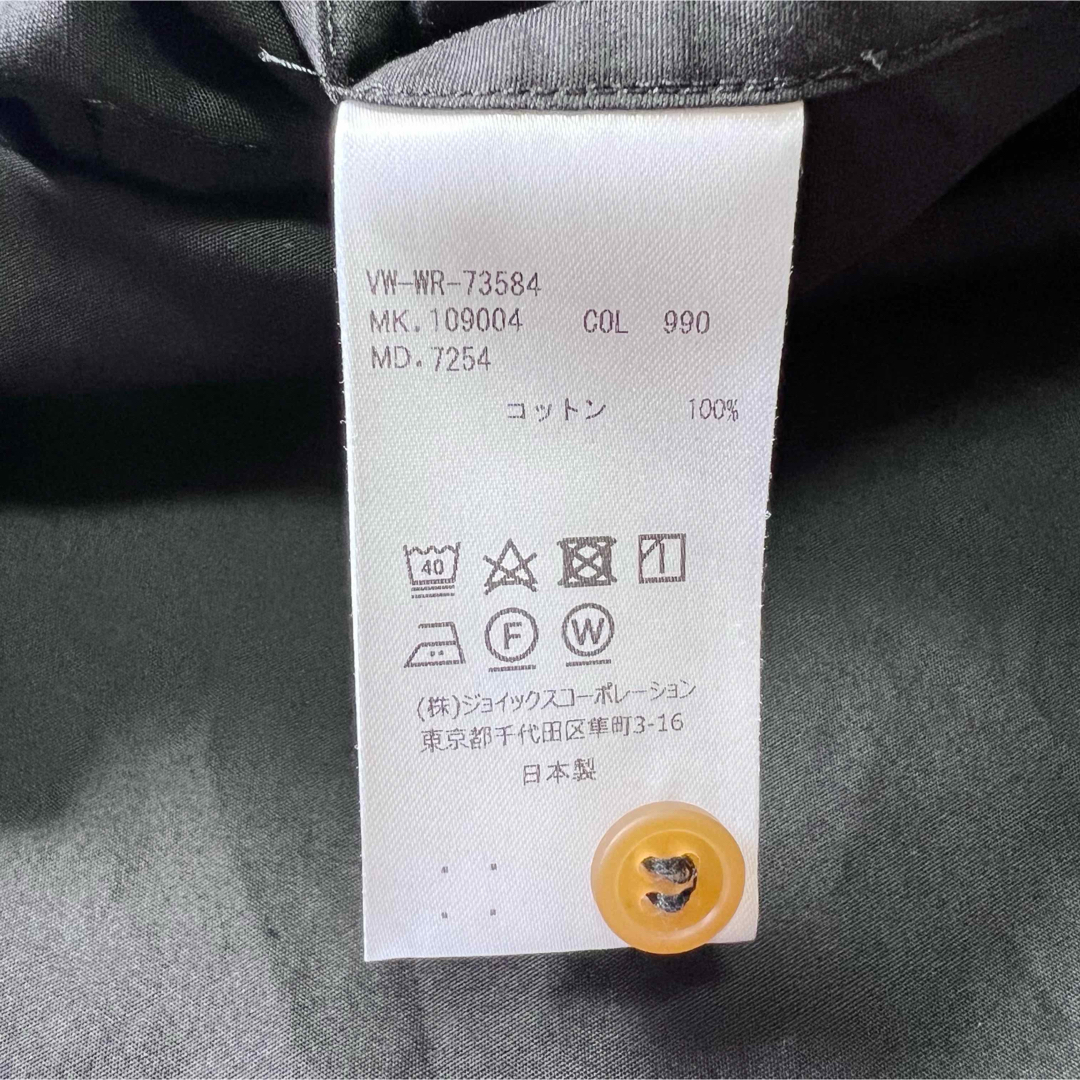 VW-WR-73584
MK.109004 COL 990
MD.7254
コットン 100%
40
F W
(株)ジョイックスコーポレーション
東京都千代田区隼町3-16
日本製